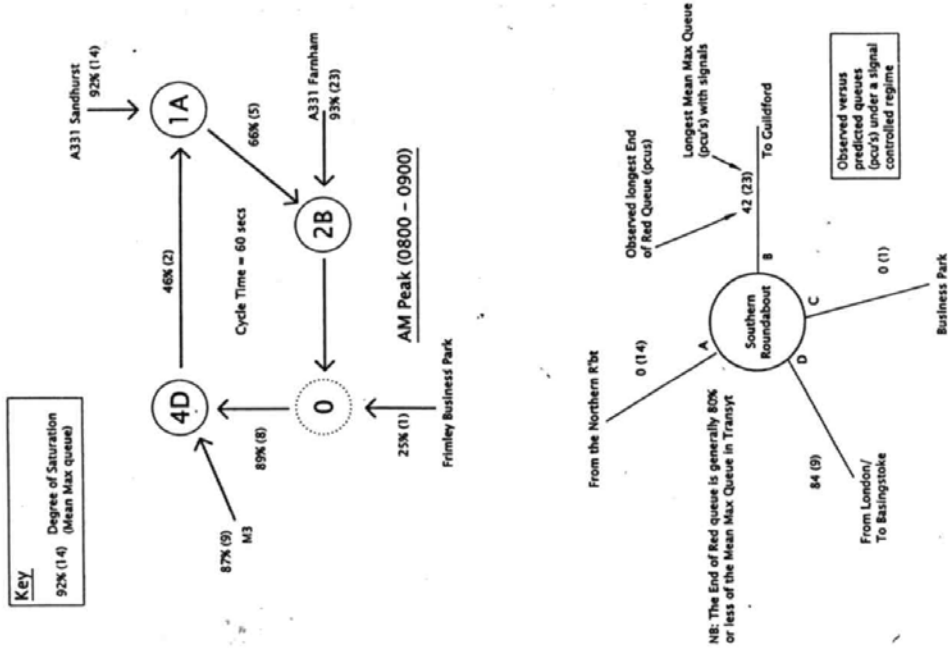 Key
92% (14) Degree of Saturation
(Mean Max queue)
A331 Sandhurst
92% (14)
1A
46% (2)
4D
66% (5)
Cycle Time = 60 secs
A331 Farnham
93% (23)
2B
0
89% (8)
87% (9)
M3
25% (1)
Frimley Business Park
AM Peak (0800 – 0900)
Observed longest End
of Red Queue (pcus)
Longest Mean Max Queue
(pcu's) with signals
42 (23)
To Guildford
From the Northern R'bt
0 (14)
A
B
C
D
Southern
Roundabout
0 (1)
Business Park
84 (9)
From London/
To Basingstoke
NB: The End of Red queue is generally 80%
or less of the Mean Max Queue in Transyt
Observed versus
predicted queues
(pcu's) under a signal
controlled regime